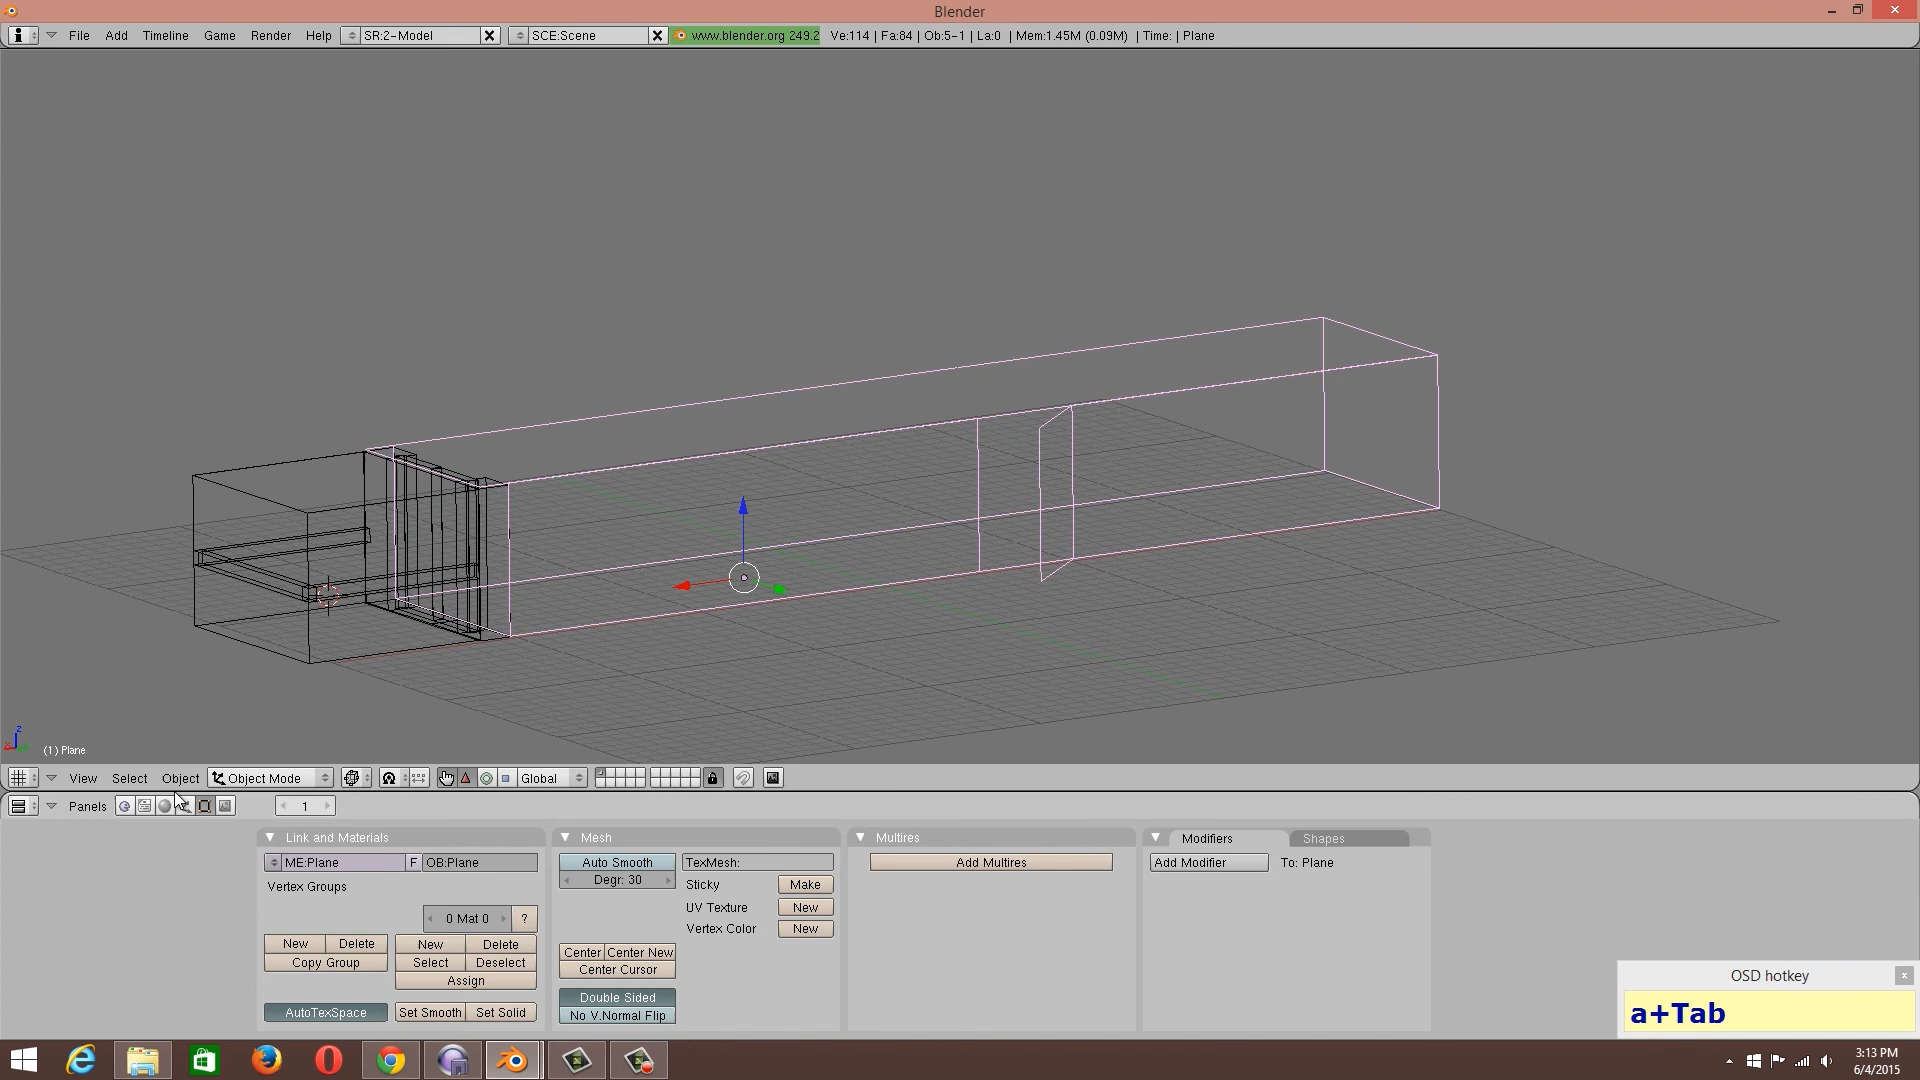 Blender
File Add Timeline Game Render Help SR:2-Model SCE:Scene www.blender.org 249.2 Ve:114 | Fa:84 | Ob:5-1 | La:0 | Mem:1.45M (0.09M) | Time: | Plane
z
x
(1) Plane
View Select Object Object Mode Global
Panels 1
Link and Materials Mesh Multires Modifiers Shapes
ME:Plane F OB:Plane Auto Smooth TexMesh: Add Multires Add Modifier To: Plane
Degr: 30
Vertex Groups Sticky Make
UV Texture New
0 Mat 0 ? Vertex Color New
New Delete New Delete Center Center New
Copy Group Select Deselect Center Cursor
Assign
Double Sided
AutoTexSpace Set Smooth Set Solid No V.Normal Flip
OSD hotkey x
a+Tab
3:13 PM
6/4/2015